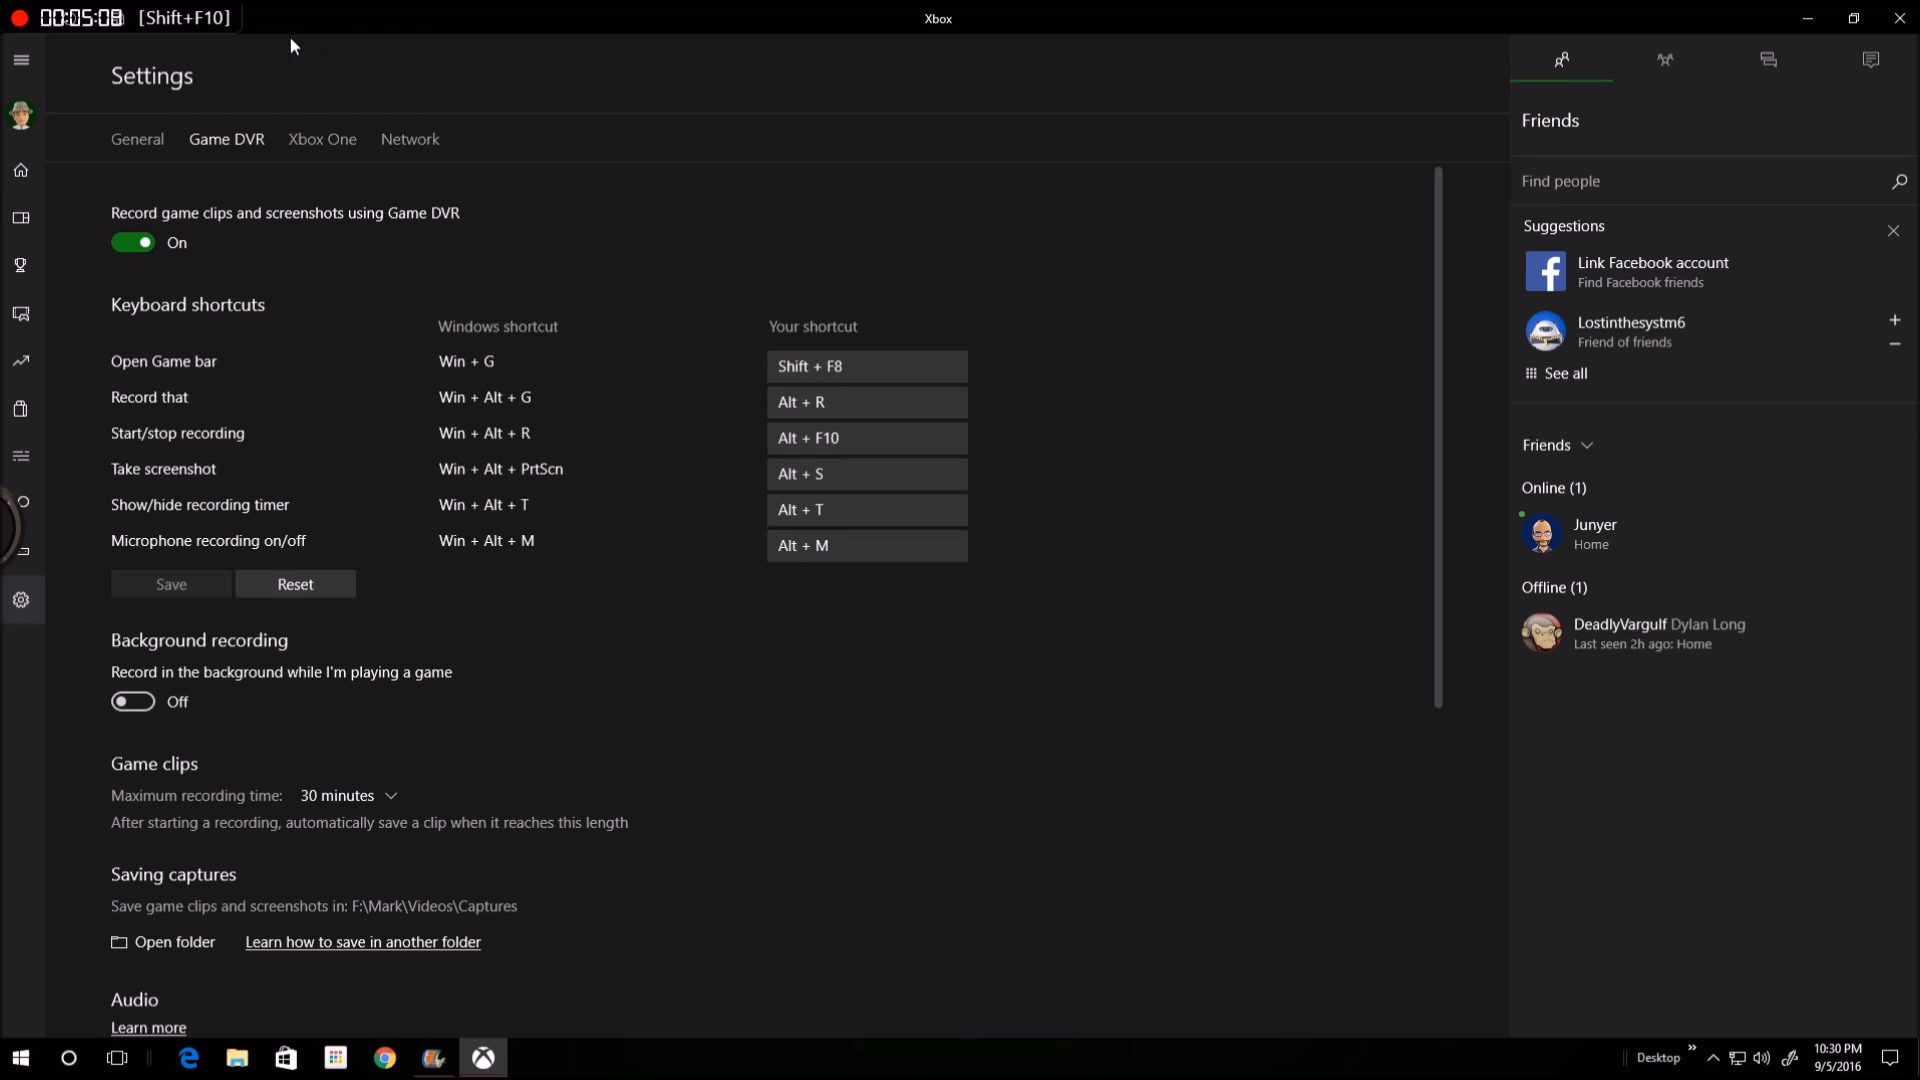 00:05:08 [Shift+F10]
Xbox
Settings
General Game DVR Xbox One Network
Record game clips and screenshots using Game DVR
On
Keyboard shortcuts
Windows shortcut Your shortcut
Open Game bar Win + G Shift + F8
Record that Win + Alt + G Alt + R
Start/stop recording Win + Alt + R Alt + F10
Take screenshot Win + Alt + PrtScn Alt + S
Show/hide recording timer Win + Alt + T Alt + T
Microphone recording on/off Win + Alt + M Alt + M
Save Reset
Background recording
Record in the background while I'm playing a game
Off
Game clips
Maximum recording time: 30 minutes
After starting a recording, automatically save a clip when it reaches this length
Saving captures
Save game clips and screenshots in: F:\Mark\Videos\Captures
Open folder Learn how to save in another folder
Audio
Learn more
Friends
Find people
Suggestions
Link Facebook account
Find Facebook friends
Lostinthesystm6
Friend of friends
See all
Friends
Online (1)
Junyer
Home
Offline (1)
DeadlyVargulf Dylan Long
Last seen 2h ago: Home
Desktop
10:30 PM
9/5/2016